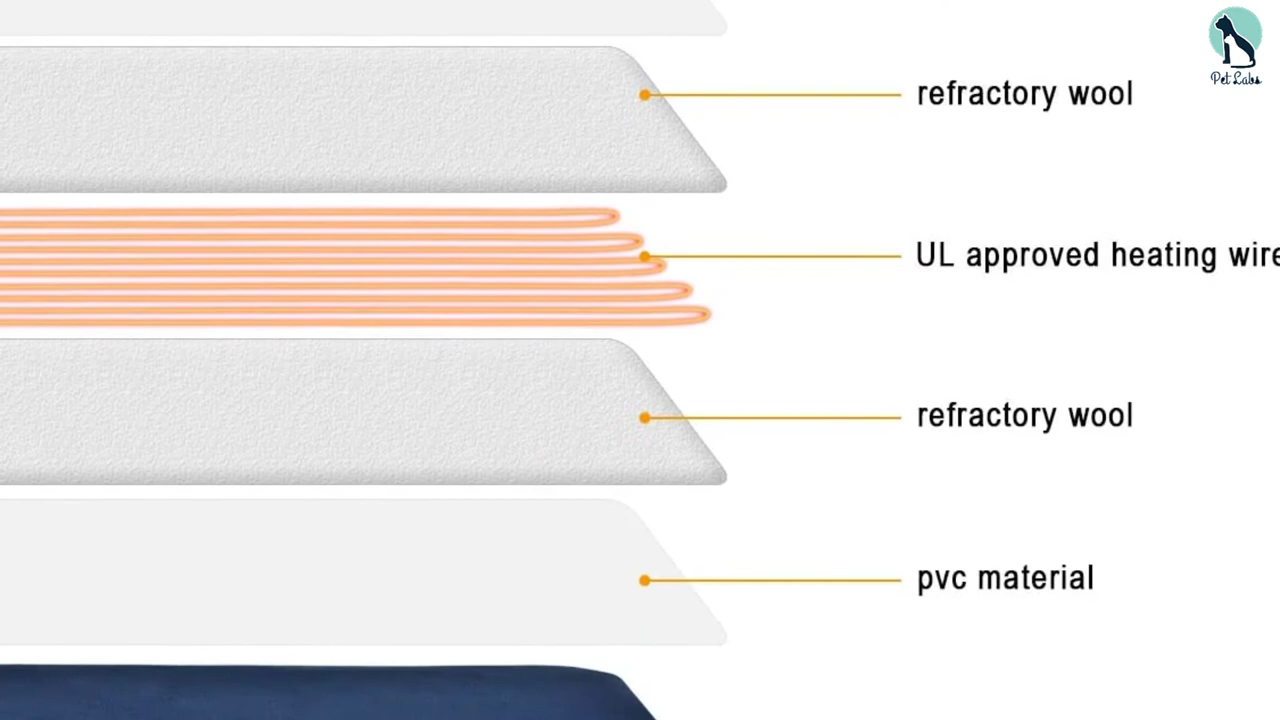 Pet Labs
refractory wool
UL approved heating wire
refractory wool
pvc material